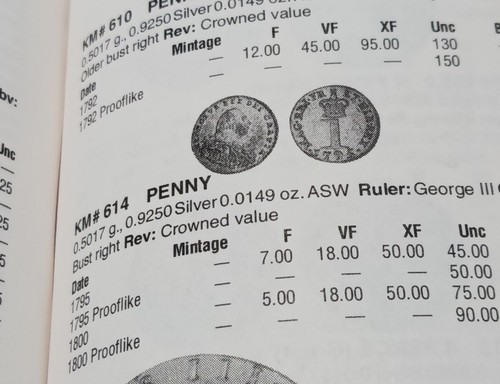 KM# 610 PENN
0.5017 g., 0.9250 Silver 0.0149 oz.
Older bust right Rev: Crowned value
Date Mintage F VF XF Unc
1792 — 12.00 45.00 95.00 130
1792 Prooflike — — — — 150
KM# 614 PENNY
0.5017 g., 0.9250 Silver 0.0149 oz. ASW Ruler: George III
Bust right Rev: Crowned value
Date Mintage F VF XF Unc
1795 — 7.00 18.00 50.00 45.00
1795 Prooflike — — — — 50.00
1800 — 5.00 18.00 50.00 75.00
1800 Prooflike — — — — 90.00
bv:
25
25
5
5